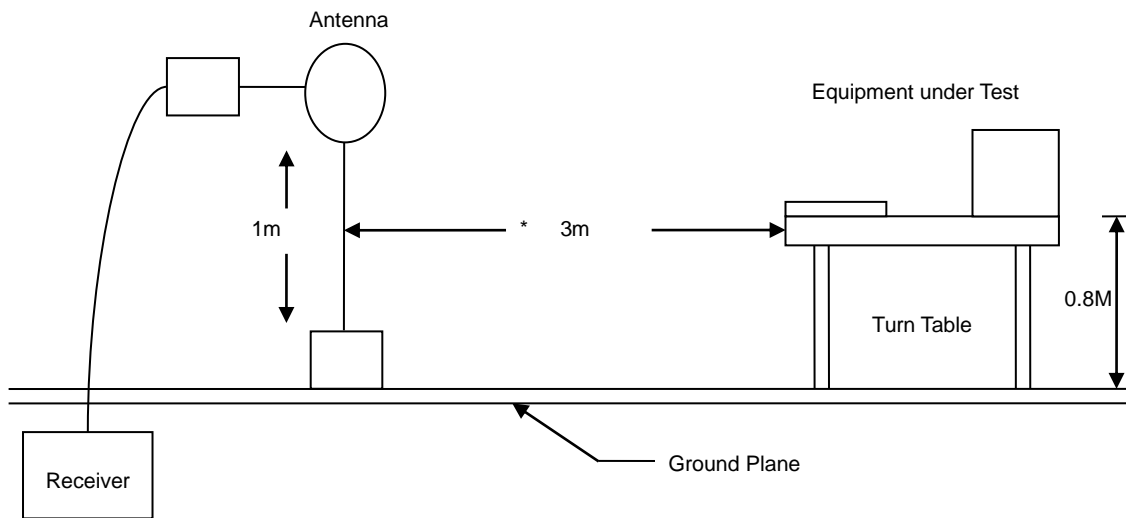 Antenna
Equipment under Test
1m
* 3m
0.8M
Turn Table
Ground Plane
Receiver